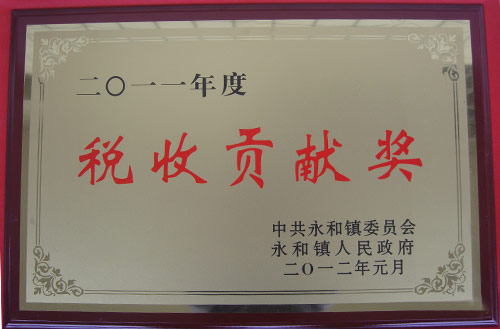 二〇一一年度
税收贡献奖
中共永和镇委员会
永和镇人民政府
二〇一二年元月